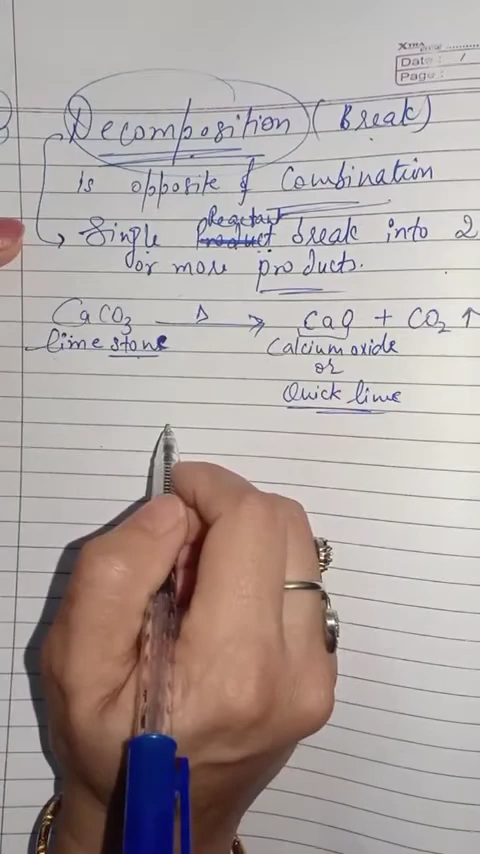 Date: /
Page:
Decomposition (Break)
is opposite of Combination
Reactant
Single Product break into 2
or more products.
CaCO3 Δ → CaO + CO2 ↑
lime stone Calcium oxide
or
Quick lime